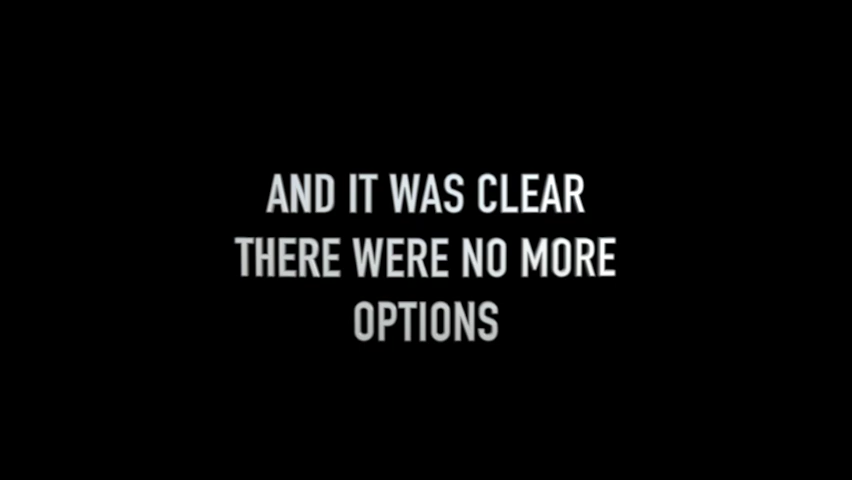 AND IT WAS CLEAR
THERE WERE NO MORE
OPTIONS